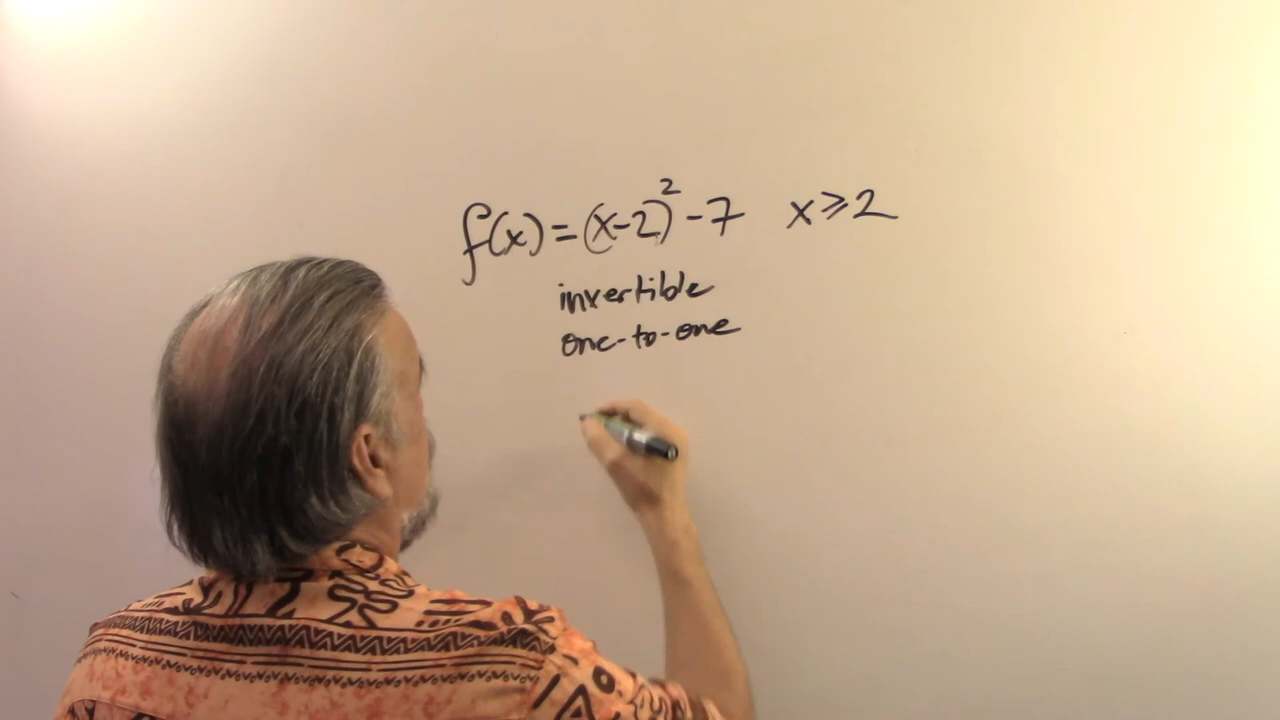 f(x) = (x-2)² - 7   x ≥ 2
invertible
one-to-one